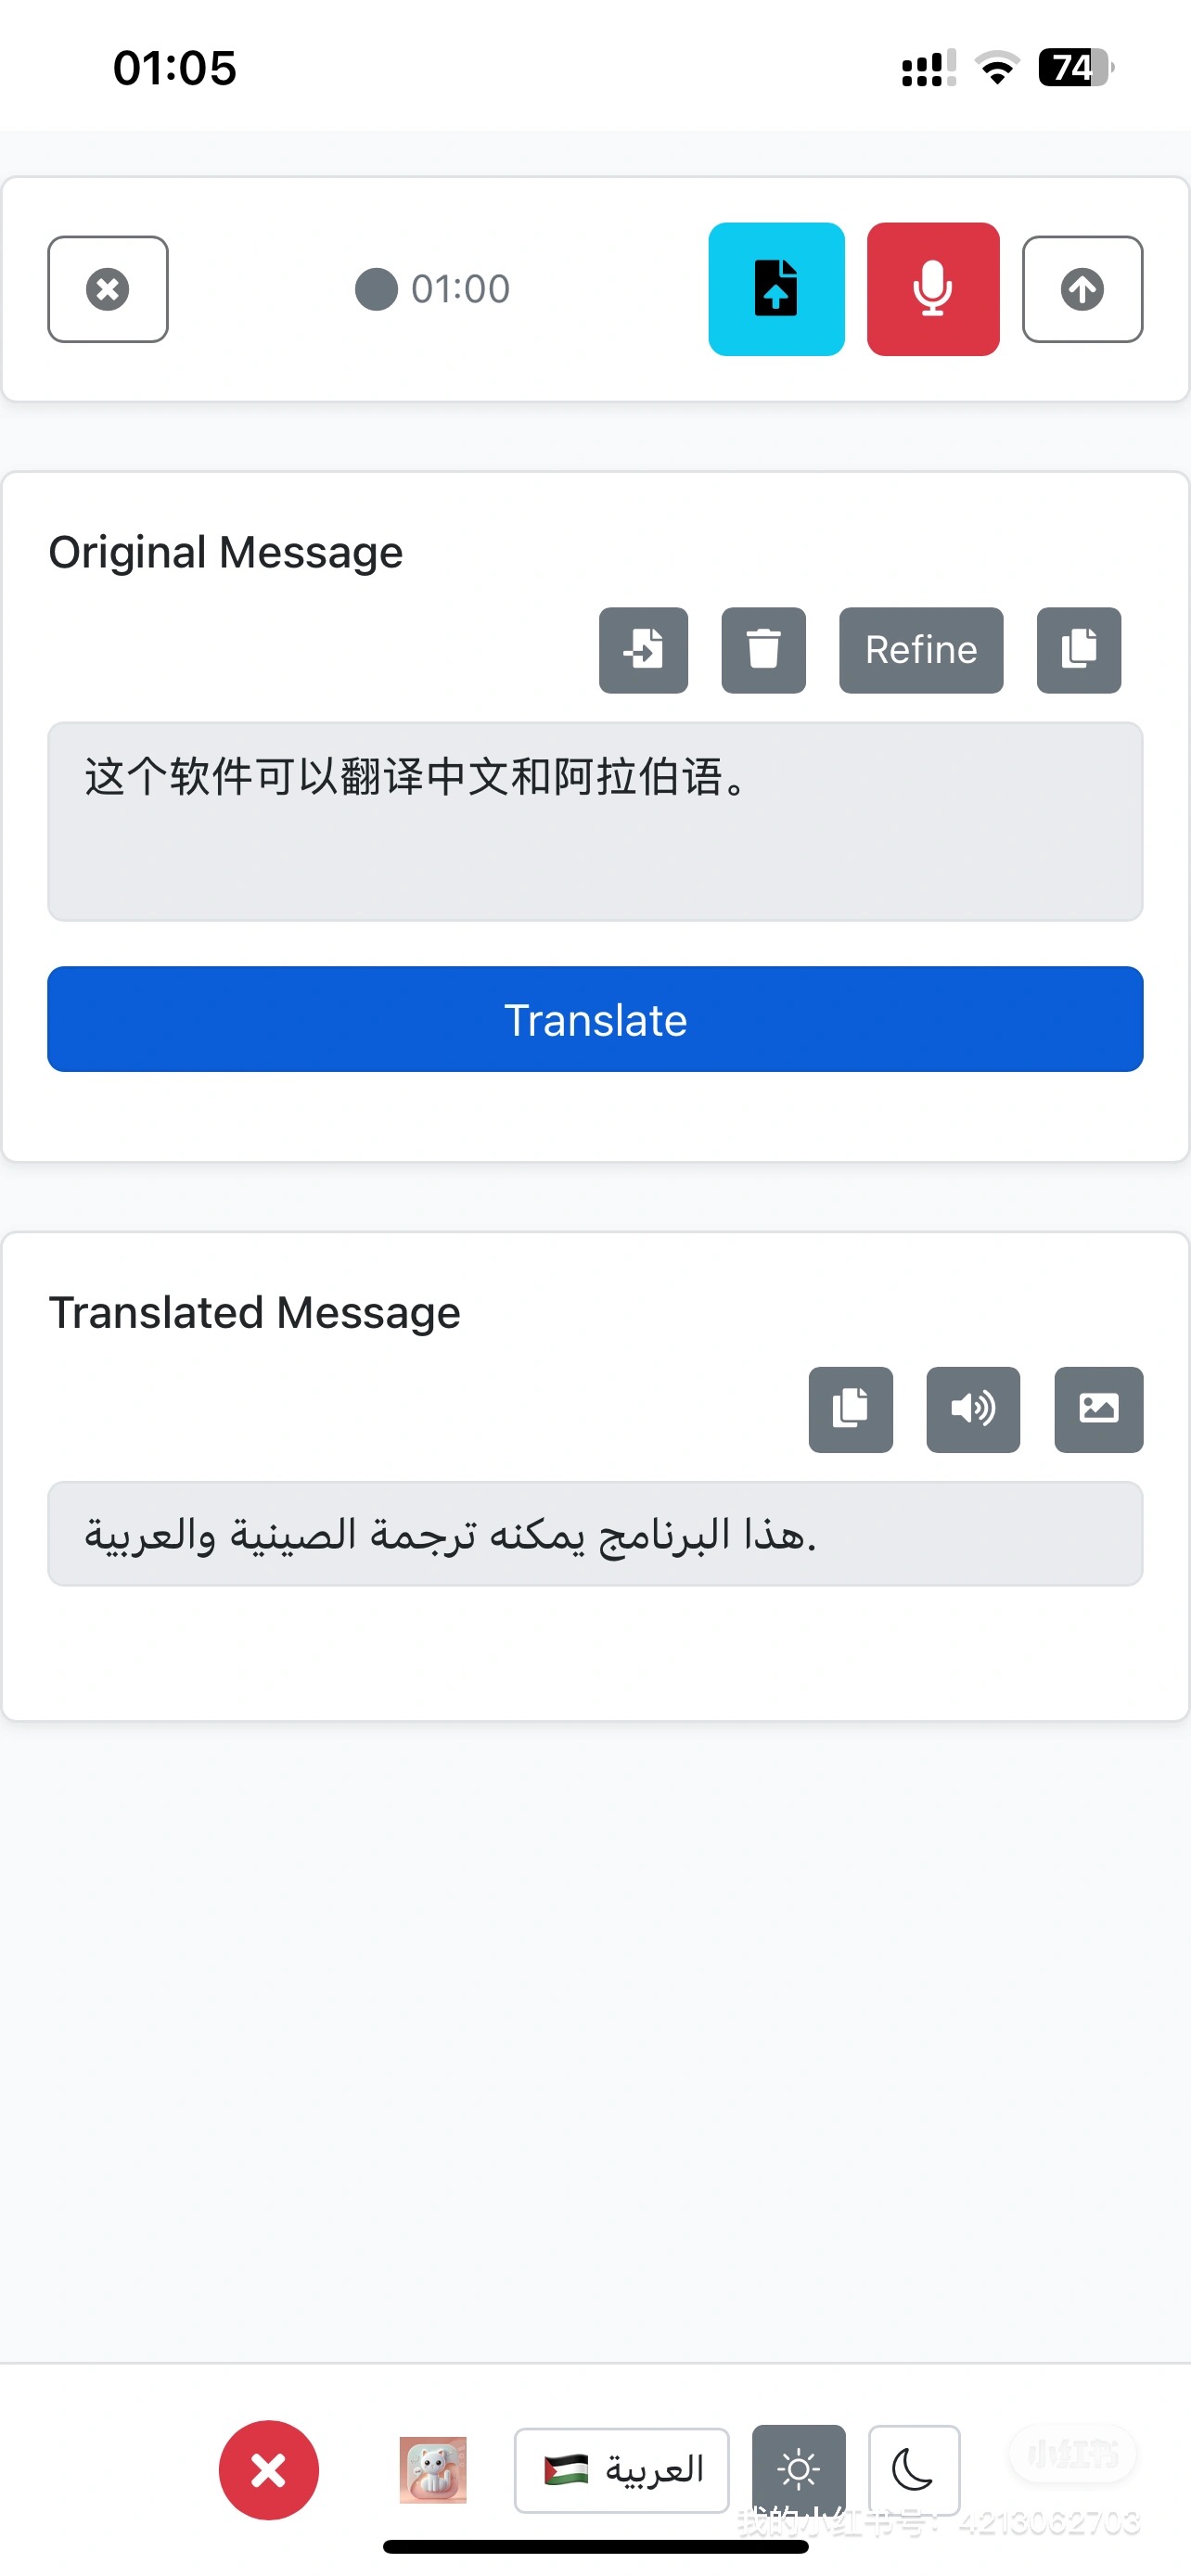 01:05
74
01:00
Original Message
Refine
这个软件可以翻译中文和阿拉伯语。
Translate
Translated Message
هذا البرنامج يمكنه ترجمة الصينية والعربية.
العربية
小红书
我的小红书号：4213062703